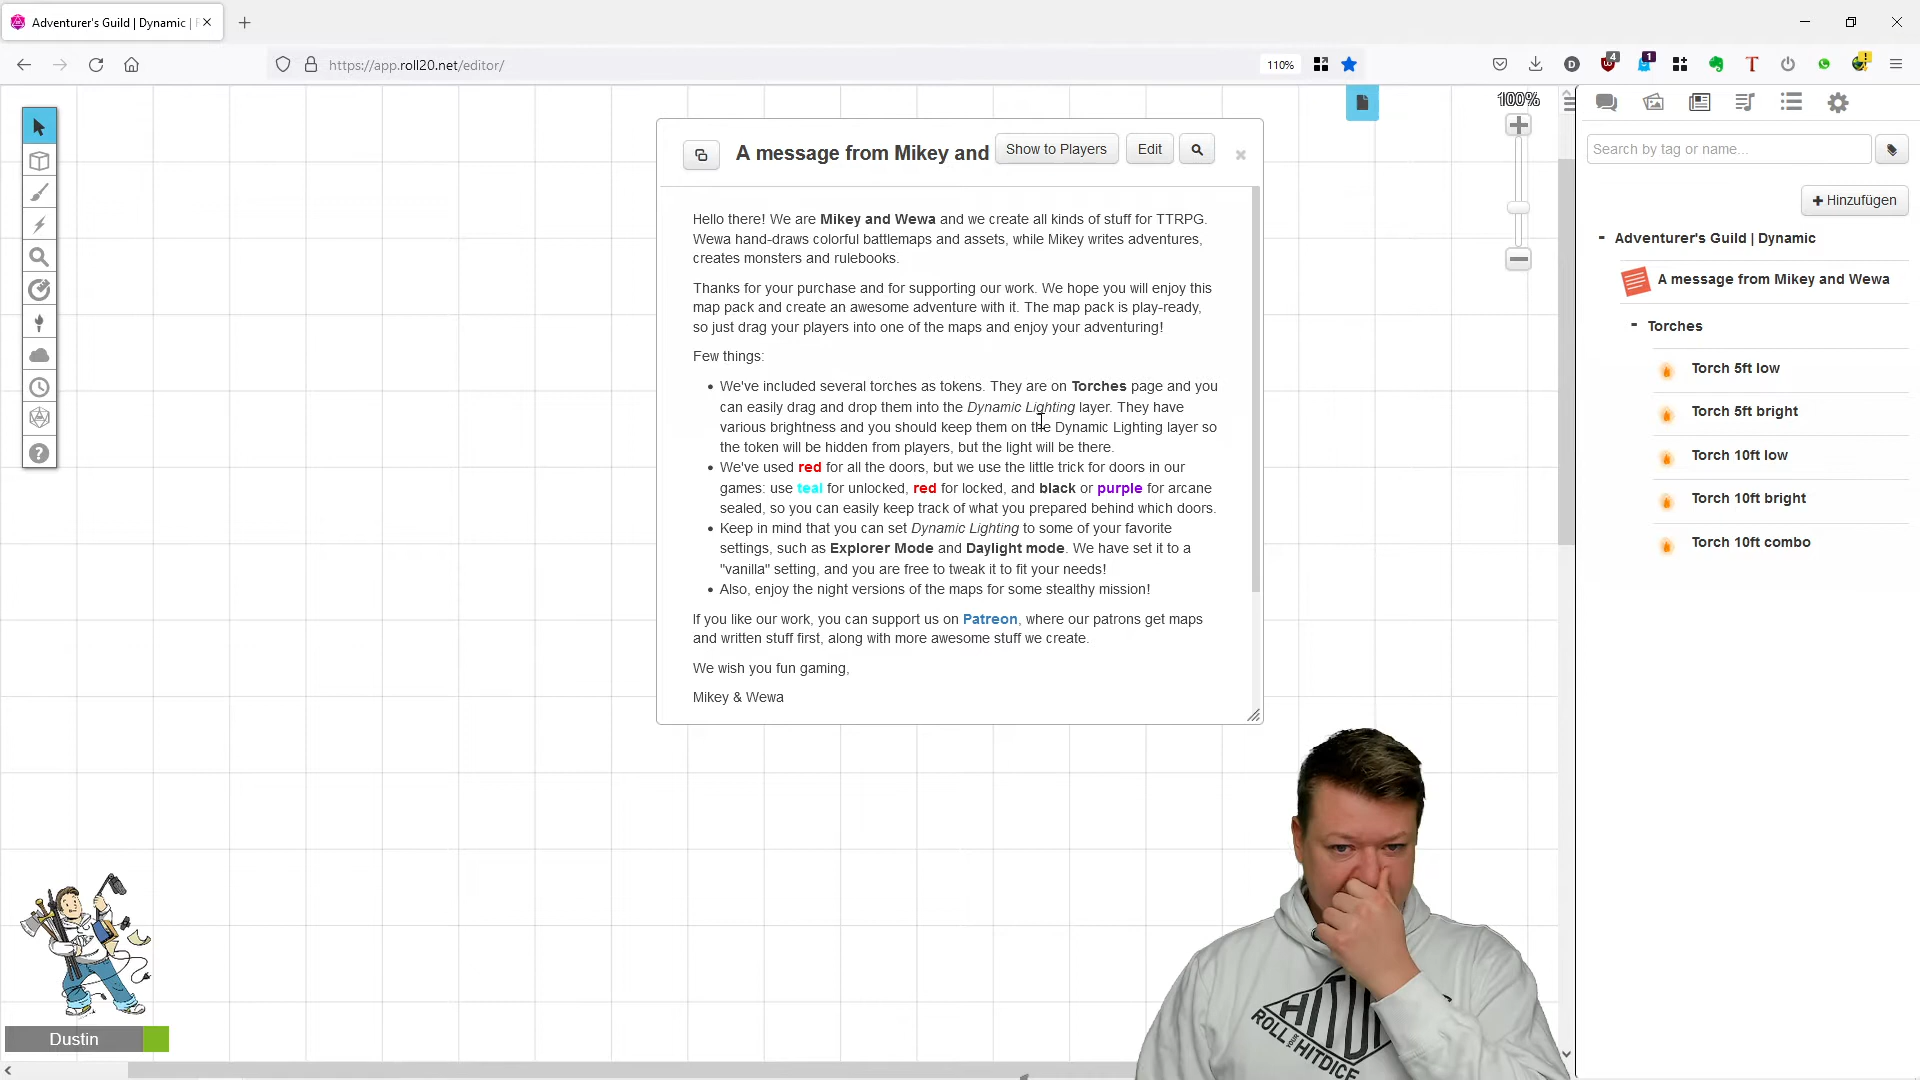 Adventurer's Guild | Dynamic |
https://app.roll20.net/editor/
110%
4
1
100%
A message from Mikey and
Show to Players
Edit
Search by tag or name...
Hinzufügen
Hello there! We are Mikey and Wewa and we create all kinds of stuff for TTRPG.
Wewa hand-draws colorful battlemaps and assets, while Mikey writes adventures,
creates monsters and rulebooks.
Thanks for your purchase and for supporting our work. We hope you will enjoy this
map pack and create an awesome adventure with it. The map pack is play-ready,
so just drag your players into one of the maps and enjoy your adventuring!
Few things:
We've included several torches as tokens. They are on Torches page and you
can easily drag and drop them into the Dynamic Lighting layer. They have
various brightness and you should keep them on the Dynamic Lighting layer so
the token will be hidden from players, but the light will be there.
We've used red for all the doors, but we use the little trick for doors in our
games: use teal for unlocked, red for locked, and black or purple for arcane
sealed, so you can easily keep track of what you prepared behind which doors.
Keep in mind that you can set Dynamic Lighting to some of your favorite
settings, such as Explorer Mode and Daylight mode. We have set it to a
"vanilla" setting, and you are free to tweak it to fit your needs!
Also, enjoy the night versions of the maps for some stealthy mission!
If you like our work, you can support us on Patreon, where our patrons get maps
and written stuff first, along with more awesome stuff we create.
We wish you fun gaming,
Mikey & Wewa
Adventurer's Guild | Dynamic
A message from Mikey and Wewa
Torches
Torch 5ft low
Torch 5ft bright
Torch 10ft low
Torch 10ft bright
Torch 10ft combo
Dustin
HITDI
ROLL YOUR HITDICE